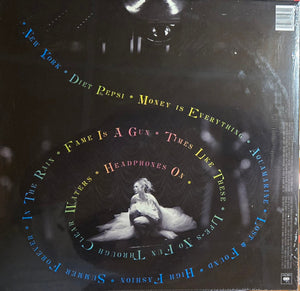 * New York * Diet Pepsi * Money is Everything * Aquamarine * Lost & Found * High Fashion * Summer Forever * In The Rain * Fame Is A Gun * Times Like These * Life's No Fun Through Clear Waters * Headphones On *